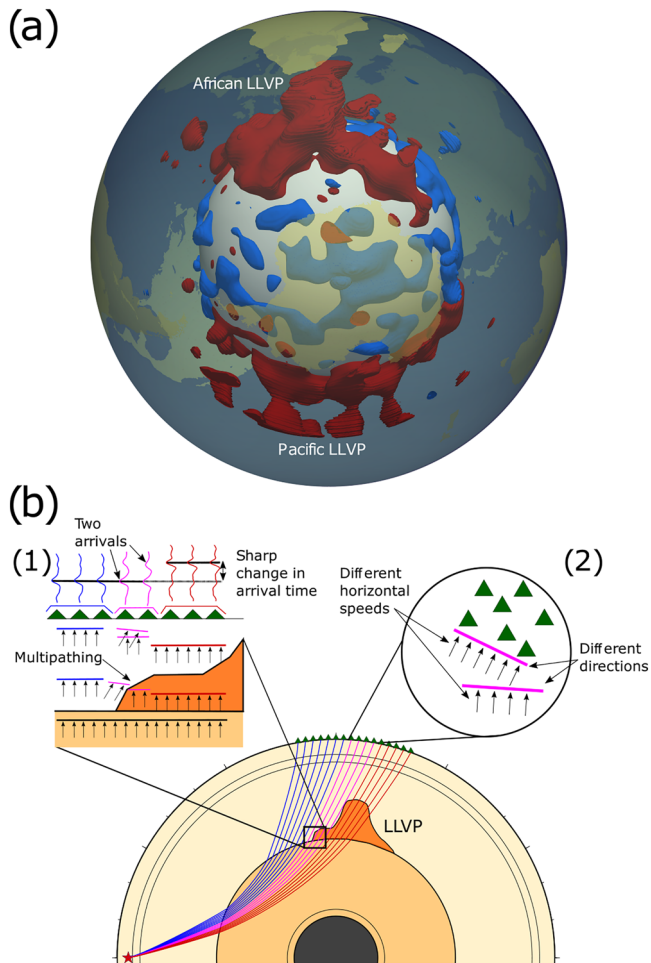 (a)
African LLVP
Pacific LLVP
(b)
(1)
Two
arrivals
Sharp
change in
arrival time
Multipathing
(2)
Different
horizontal
speeds
Different
directions
LLVP